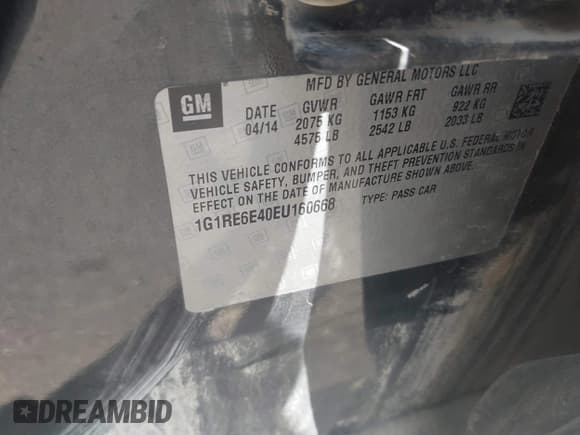 MFD BY GENERAL MOTORS LLC
GM
DATE GVWR GAWR FRT GAWR RR
04/14 2075 KG 1153 KG 922 KG
4575 LB 2542 LB 2033 LB
THIS VEHICLE CONFORMS TO ALL APPLICABLE U.S. FEDERAL MOTOR
VEHICLE SAFETY, BUMPER, AND THEFT PREVENTION STANDARDS IN
EFFECT ON THE DATE OF MANUFACTURE SHOWN ABOVE.
1G1RE6E40EU160668 TYPE: PASS CAR
DREAMBID